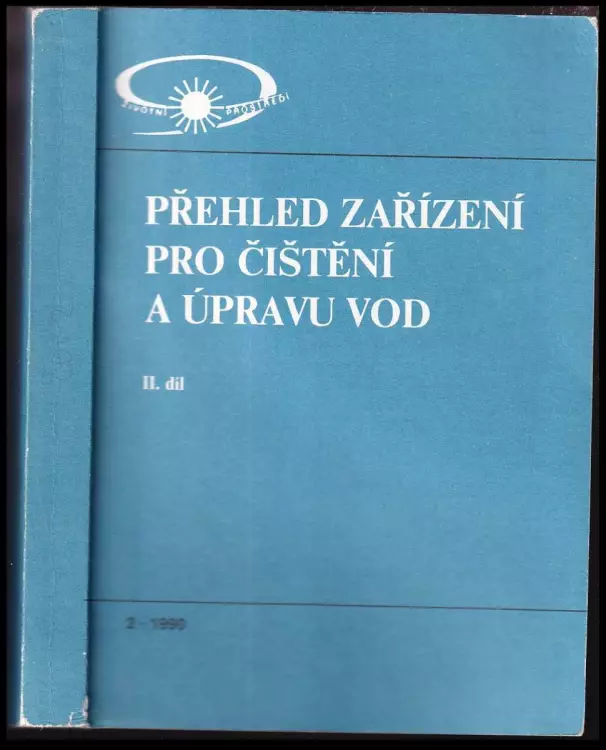 ŽIVOTNÍ PROSTŘEDÍ
PŘEHLED ZAŘÍZENÍ
PRO ČIŠTĚNÍ
A ÚPRAVU VOD
II. díl
2 - 1990